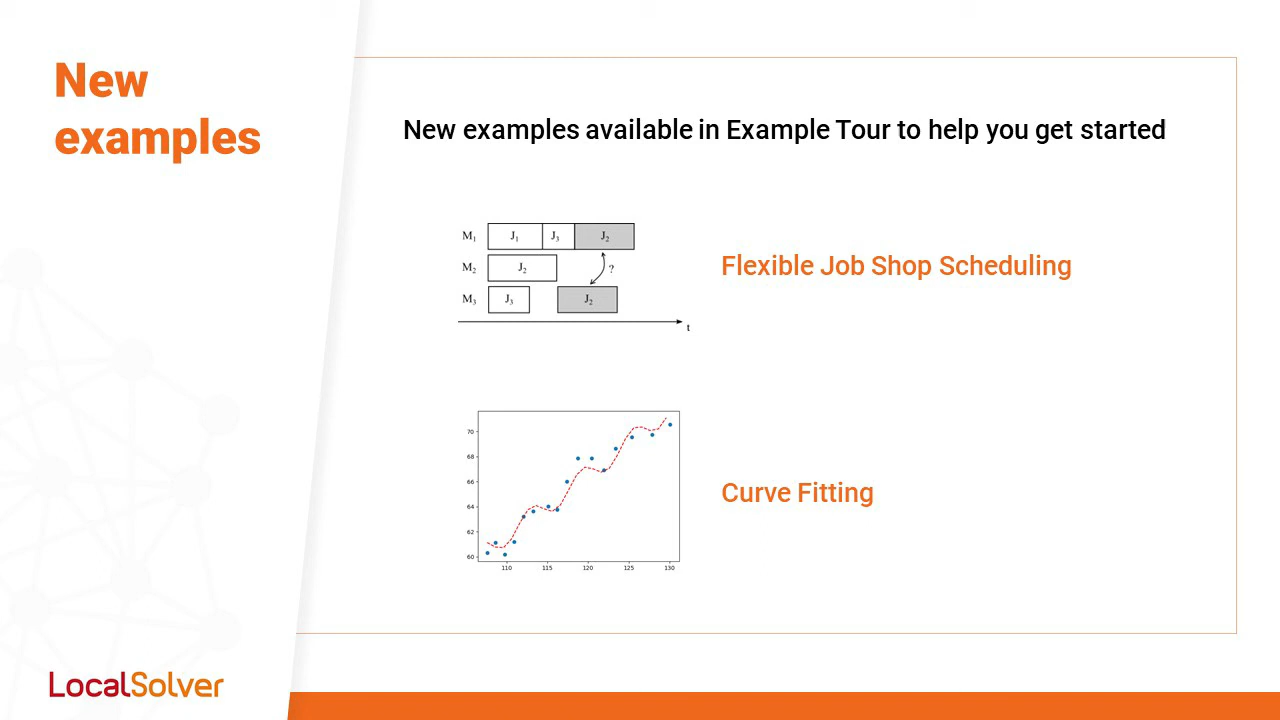 New
examples
New examples available in Example Tour to help you get started
M1 J1 J3 J2
M2 J2 ?
M3 J3 J2
t
Flexible Job Shop Scheduling
70
68
66
64
62
60
110 115 120 125 130
Curve Fitting
LocalSolver